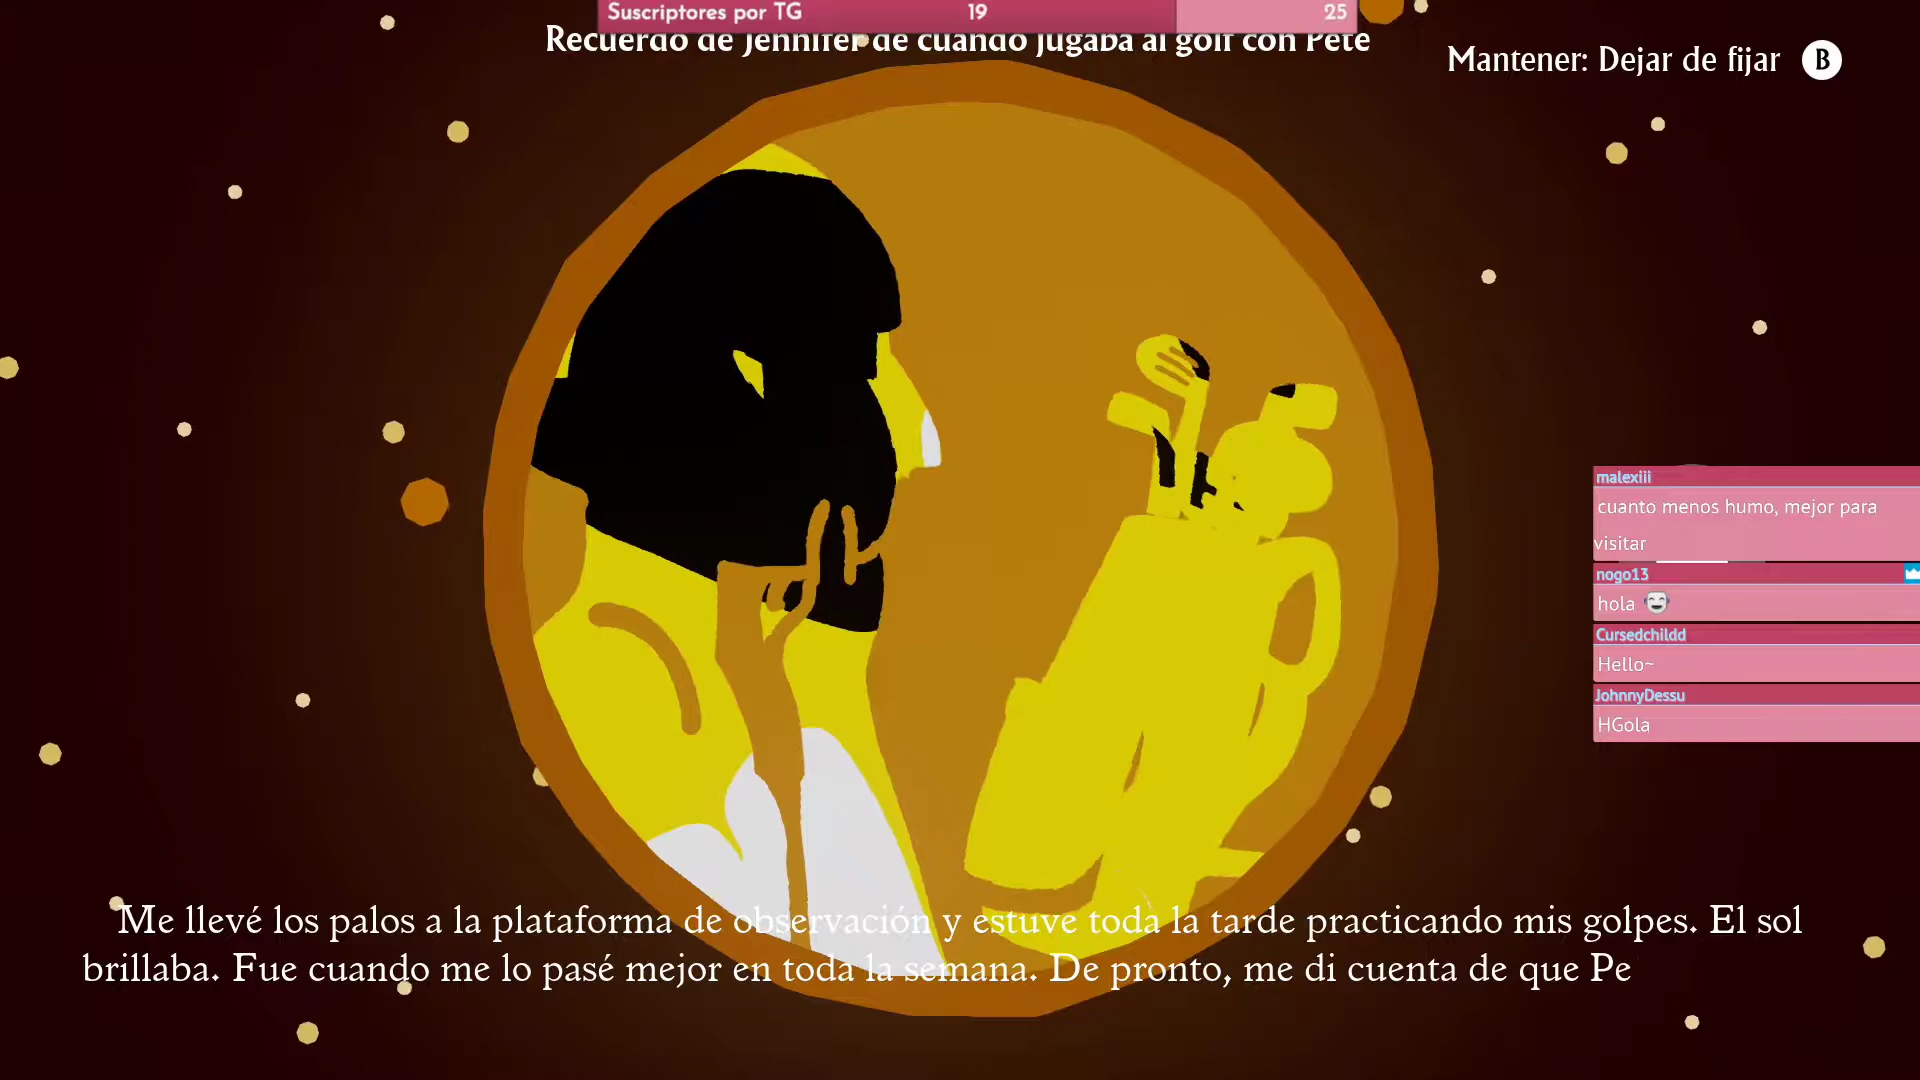 Suscriptores por TG 19 25
Recuerdo de Jennifer de cuando jugaba al golf con Pete
Mantener: Dejar de fijar B
malexiii
cuanto menos humo, mejor para
visitar
nogo13
hola
Cursedchildd
Hello~
JohnnyDessu
HGola
Me llevé los palos a la plataforma de observación y estuve toda la tarde practicando mis golpes. El sol
brillaba. Fue cuando me lo pasé mejor en toda la semana. De pronto, me di cuenta de que Pe